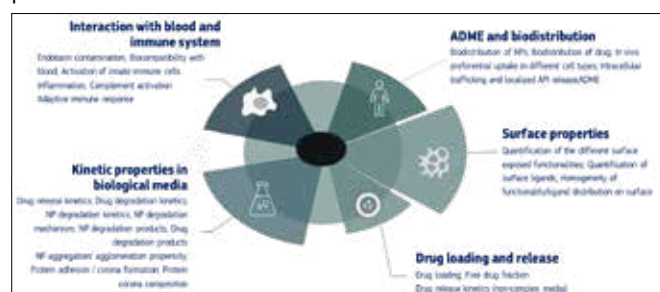 Interaction with blood and
immune system
Endotoxin contamination, Biocompatibility with
blood, Activation of innate immune cells
Inflammation, Complement activation
Adaptive immune response
ADME and biodistribution
Biodistribution of NPs, Biodistribution of drug, In vivo
preferential uptake in different cell types, Intracellular
trafficking and localized API release/ADME
Surface properties
Quantification of the different surface
exposed functionalities; Quantification of
surface ligands, homogeneity of
functionality/ligand distribution on surface
Kinetic properties in
biological media
Drug release kinetics, Drug degradation kinetics,
NP degradation kinetics, NP degradation
mechanism, NP degradation products, Drug
degradation products
NP aggregation/ agglomeration propensity,
Protein adhesion / corona formation, Protein
corona composition
Drug loading and release
Drug loading, Free drug fraction
Drug release kinetics (non-complex media)